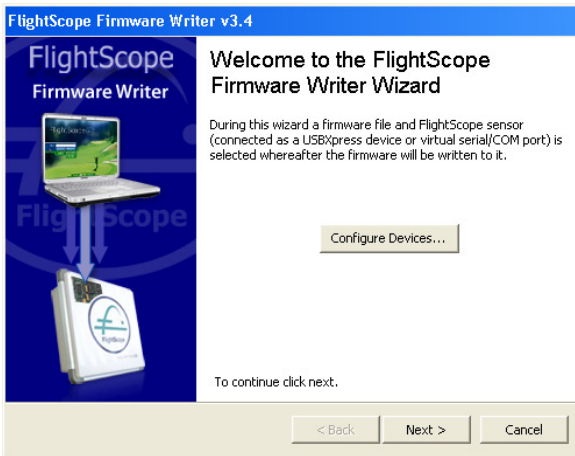 FlightScope Firmware Writer v3.4
FlightScope
Firmware Writer
FlightScope
FlightScope
FlightScope
Welcome to the FlightScope
Firmware Writer Wizard
During this wizard a firmware file and FlightScope sensor
(connected as a USBXpress device or virtual serial/COM port) is
selected whereafter the firmware will be written to it.
Configure Devices...
To continue click next.
< Back
Next >
Cancel